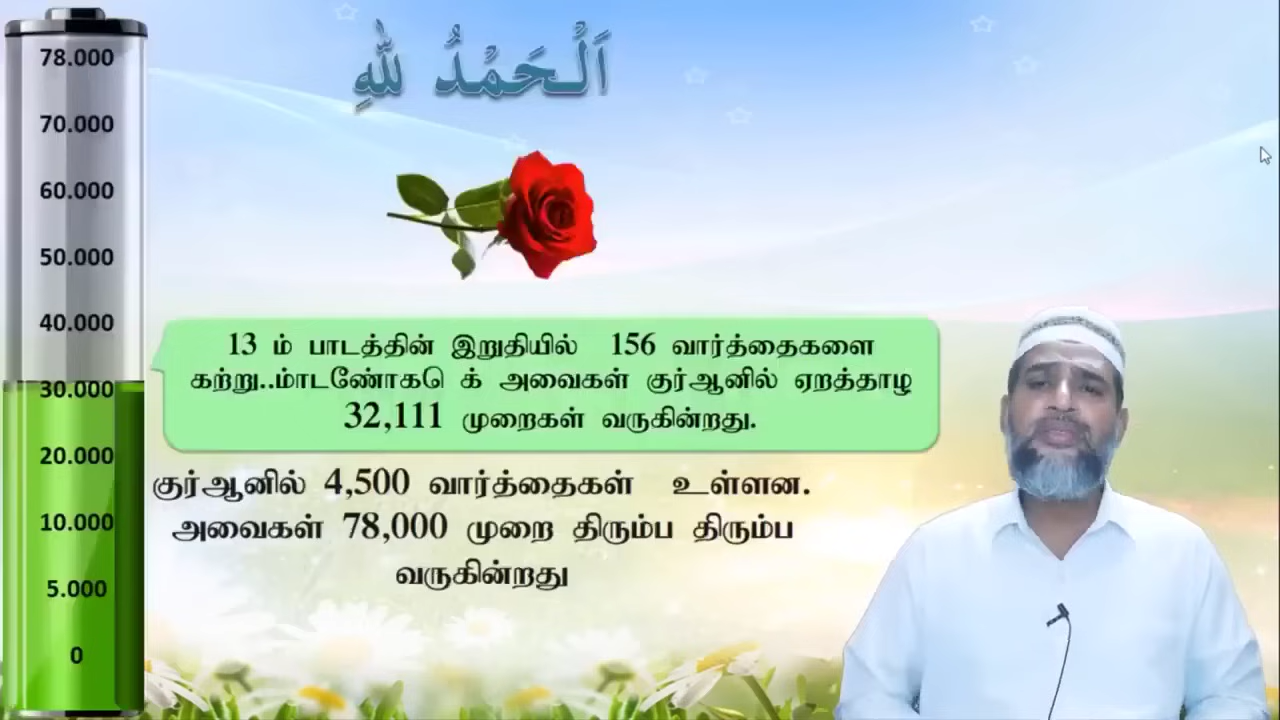 78.000
70.000
60.000
50.000
40.000
30.000
20.000
10.000
5.000
0
اَلْحَمْدُ لِلّٰهِ
13 ம் பாடத்தின் இறுதியில் 156 வார்த்தைகளை
கற்று.. அவைகள் குர்ஆனில் ஏறத்தாழ
32,111 முறைகள் வருகின்றது.
குர்ஆனில் 4,500 வார்த்தைகள் உள்ளன.
அவைகள் 78,000 முறை திரும்ப திரும்ப
வருகின்றது